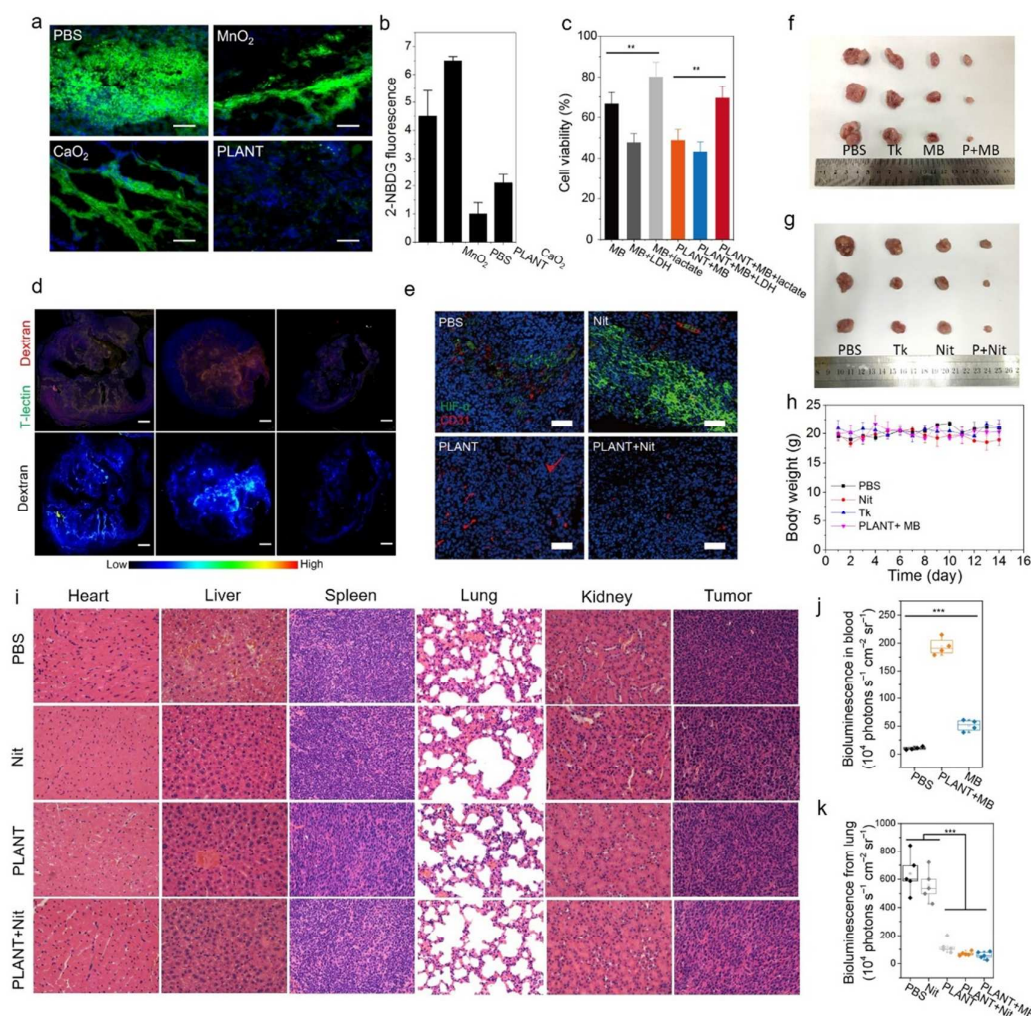 a
PBS
MnO₂
CaO₂
PLANT
b
2-NBDG fluorescence
7
6
5
4
3
2
1
0
MnO₂
PBS
PLANT
CaO₂
c
**
**
Cell viability (%)
100
80
60
40
20
0
MB
MB+LDH
MB+lactate
PLANT+MB
PLANT+MB+LDH
PLANT+MB+lactate
f
PBS
Tk
MB
P+MB
g
PBS
Tk
Nit
P+Nit
d
Dextran
T-lectin
Dextran
Low
High
e
PBS
Nit
HIF-α
CD31
PLANT
PLANT+Nit
h
Body weight (g)
25
20
15
10
5
0
PBS
Nit
Tk
PLANT+ MB
0 2 4 6 8 10 12 14 16
Time (day)
i
Heart Liver Spleen Lung Kidney Tumor
PBS
Nit
PLANT
PLANT+Nit
j
***
Bioluminescence in blood
(10⁴ photons s⁻¹ cm⁻² sr⁻¹)
250
200
150
100
50
0
PBS
PLANT+MB
MB
k
***
Bioluminescence from lung
(10⁴ photons s⁻¹ cm⁻² sr⁻¹)
1000
800
600
400
200
0
PBS
Nit
PLANT
PLANT+Nit
PLANT+MB